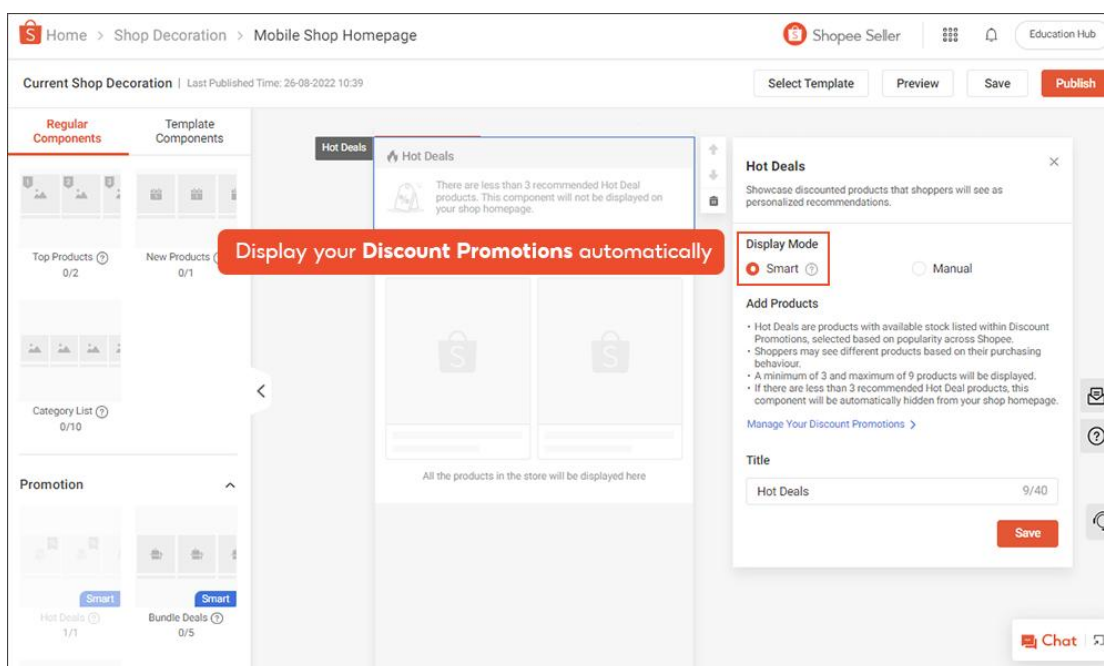 Home > Shop Decoration > Mobile Shop Homepage
Shopee Seller
Education Hub
Current Shop Decoration | Last Published Time: 26-08-2022 10:39
Select Template
Preview
Save
Publish
Regular
Components
Template
Components
Top Products
0/2
New Products
0/1
Category List
0/10
Promotion
Smart
Hot Deals
1/1
Smart
Bundle Deals
0/5
Hot Deals
Hot Deals
There are less than 3 recommended Hot Deal
products. This component will not be displayed on
your shop homepage.
Display your Discount Promotions automatically
All the products in the store will be displayed here
Hot Deals
Showcase discounted products that shoppers will see as
personalized recommendations.
Display Mode
Smart
Manual
Add Products
• Hot Deals are products with available stock listed within Discount
Promotions, selected based on popularity across Shopee.
• Shoppers may see different products based on their purchasing
behaviour.
• A minimum of 3 and maximum of 9 products will be displayed.
• If there are less than 3 recommended Hot Deal products, this
component will be automatically hidden from your shop homepage.
Manage Your Discount Promotions >
Title
Hot Deals
9/40
Save
Chat